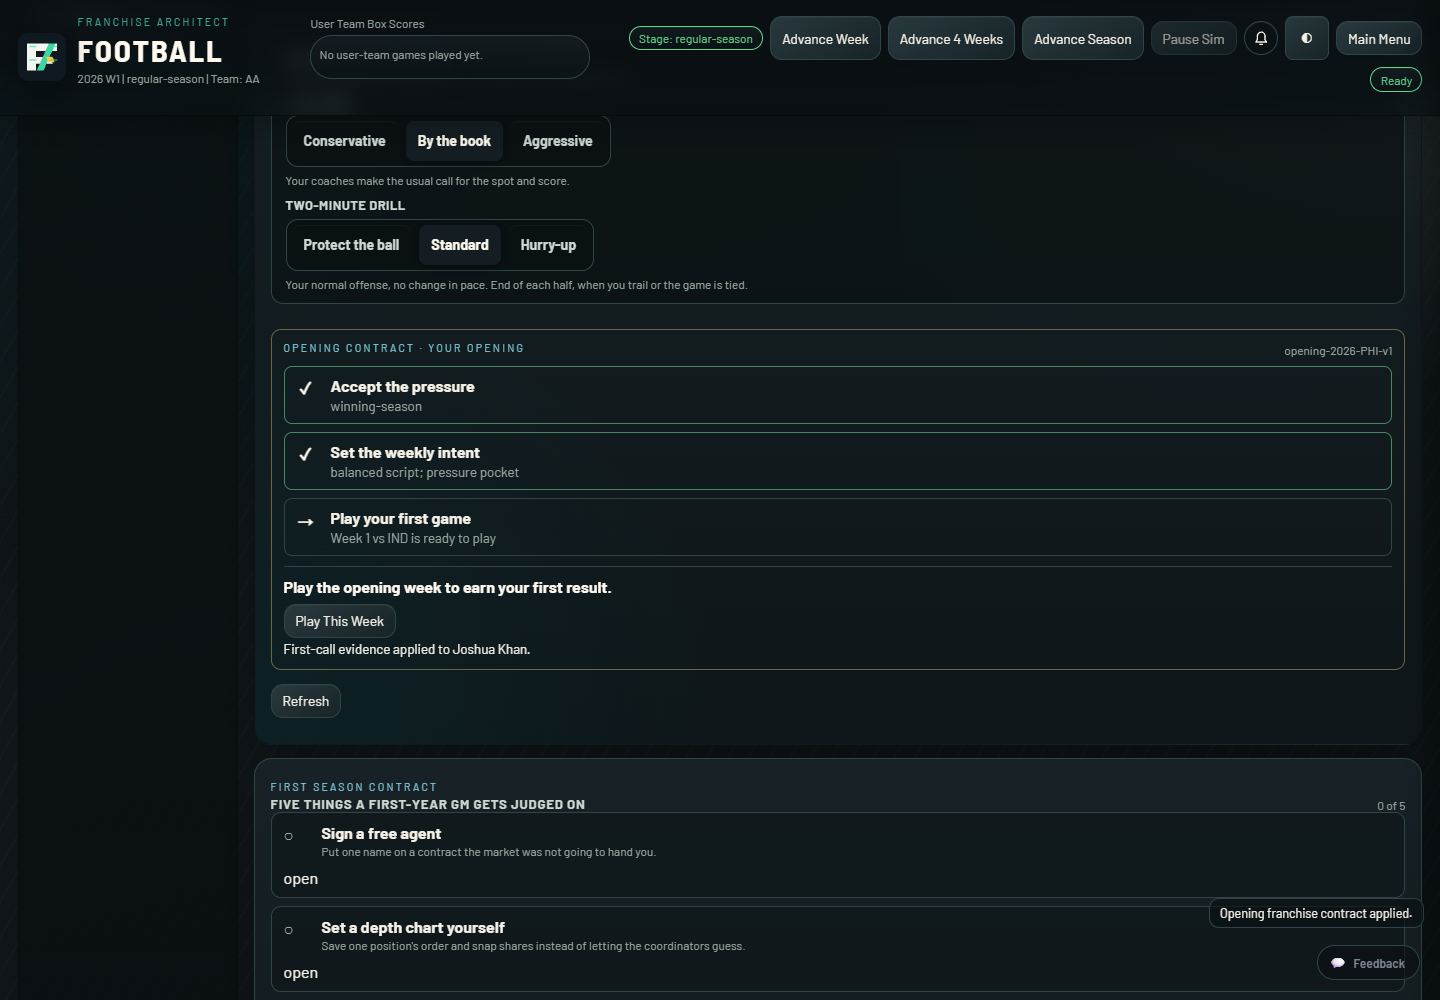 FRANCHISE ARCHITECT
FOOTBALL
2026 W1 | regular-season | Team: AA
User Team Box Scores
No user-team games played yet.
Stage: regular-season
Advance Week
Advance 4 Weeks
Advance Season
Pause Sim
Main Menu
Ready
Conservative
By the book
Aggressive
Your coaches make the usual call for the spot and score.
TWO-MINUTE DRILL
Protect the ball
Standard
Hurry-up
Your normal offense, no change in pace. End of each half, when you trail or the game is tied.
OPENING CONTRACT · YOUR OPENING
opening-2026-PHI-v1
✓ Accept the pressure
winning-season
✓ Set the weekly intent
balanced script; pressure pocket
→ Play your first game
Week 1 vs IND is ready to play
Play the opening week to earn your first result.
Play This Week
First-call evidence applied to Joshua Khan.
Refresh
FIRST SEASON CONTRACT
FIVE THINGS A FIRST-YEAR GM GETS JUDGED ON
0 of 5
○ Sign a free agent
Put one name on a contract the market was not going to hand you.
open
○ Set a depth chart yourself
Save one position's order and snap shares instead of letting the coordinators guess.
open
Opening franchise contract applied.
Feedback